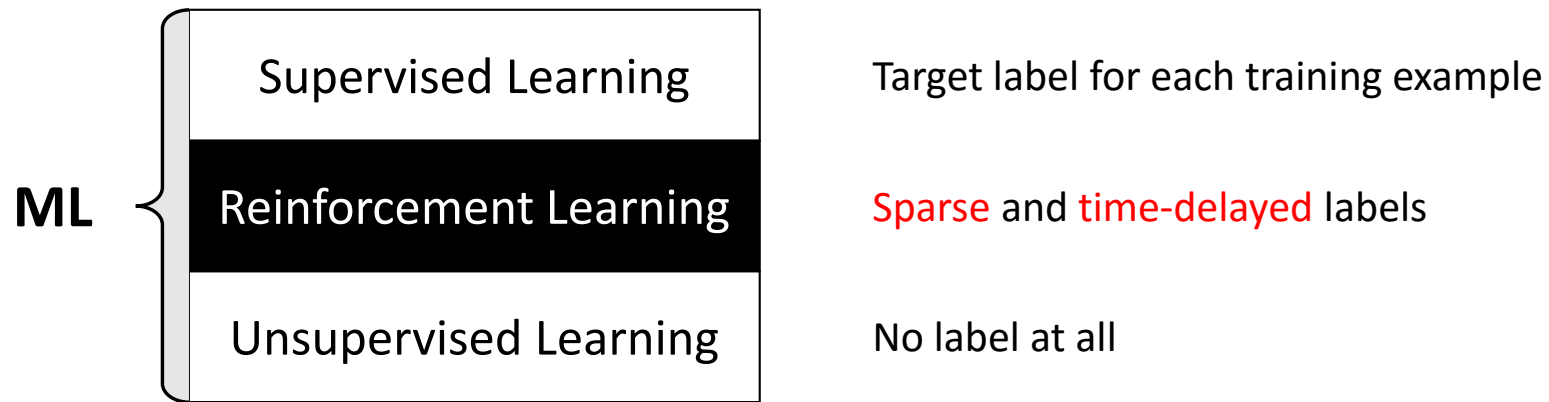 Supervised Learning
Target label for each training example
ML
Reinforcement Learning
Sparse and time-delayed labels
Unsupervised Learning
No label at all